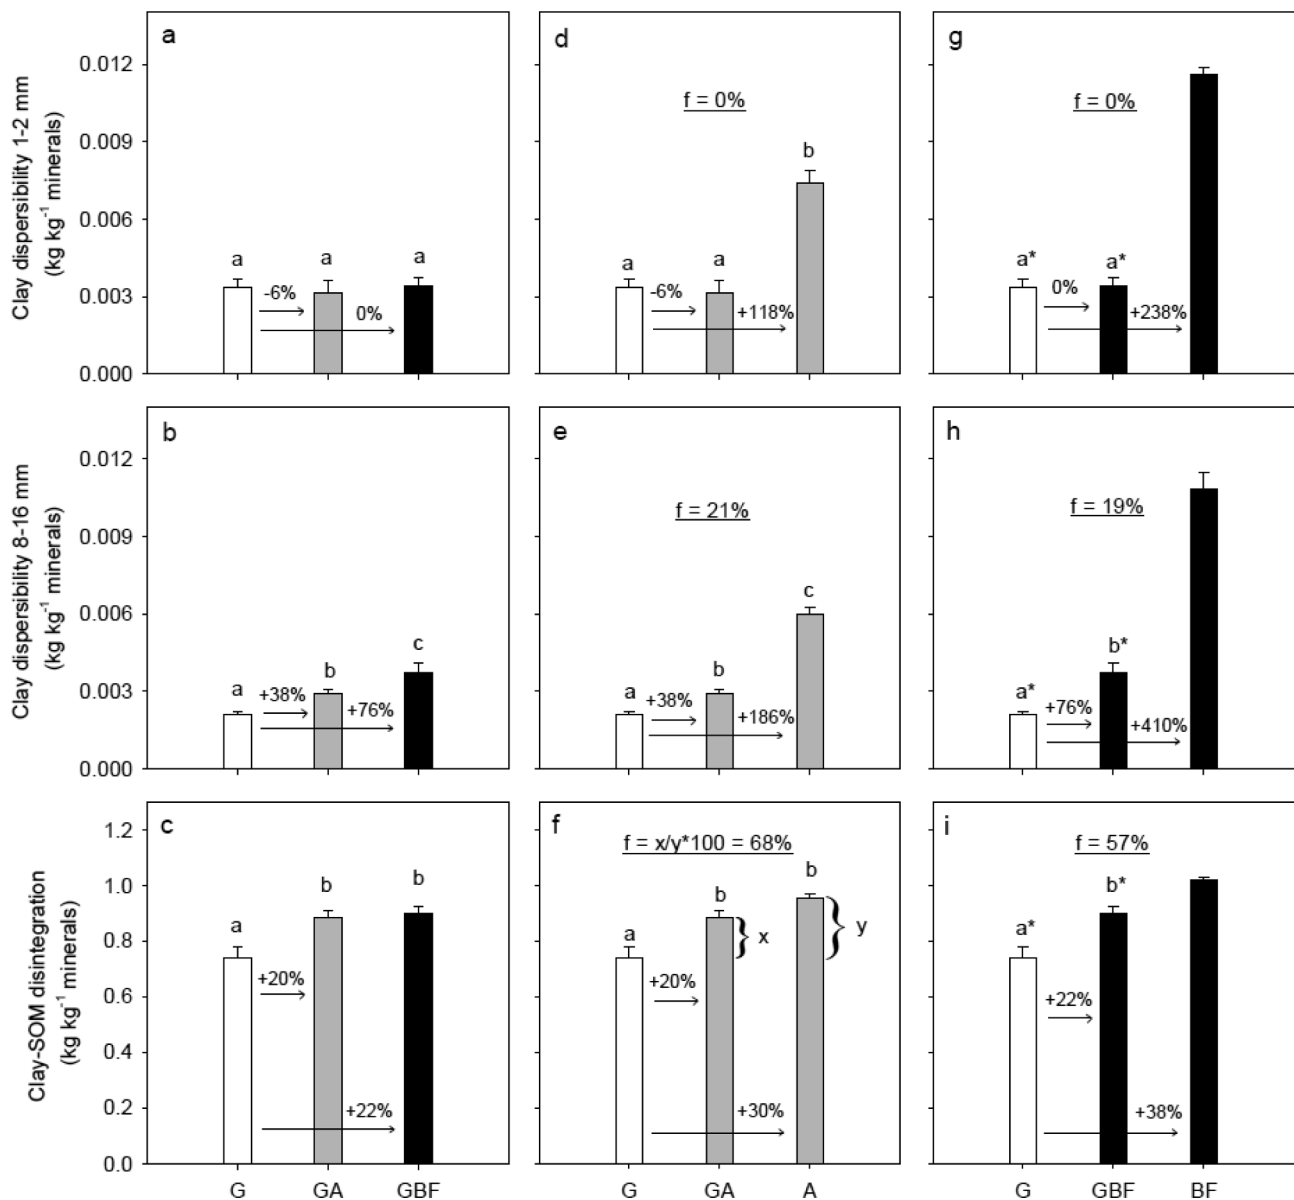 Clay dispersibility 1-2 mm
(kg kg⁻¹ minerals)
0.012
0.009
0.006
0.003
0.000
a
a
a
a
-6%
0%
d
f = 0%
a
a
b
-6%
+118%
g
f = 0%
a*
a*
0%
+238%
Clay dispersibility 8-16 mm
(kg kg⁻¹ minerals)
0.012
0.009
0.006
0.003
0.000
b
a
b
c
+38%
+76%
e
f = 21%
a
b
c
+38%
+186%
h
f = 19%
a*
b*
+76%
+410%
Clay-SOM disintegration
(kg kg⁻¹ minerals)
1.2
1.0
0.8
0.6
0.4
0.2
0.0
c
a
b
b
+20%
+22%
G GA GBF
f
f = x/y*100 = 68%
a
b
b
} x
} y
+20%
+30%
G GA A
i
f = 57%
a*
b*
+22%
+38%
G GBF BF